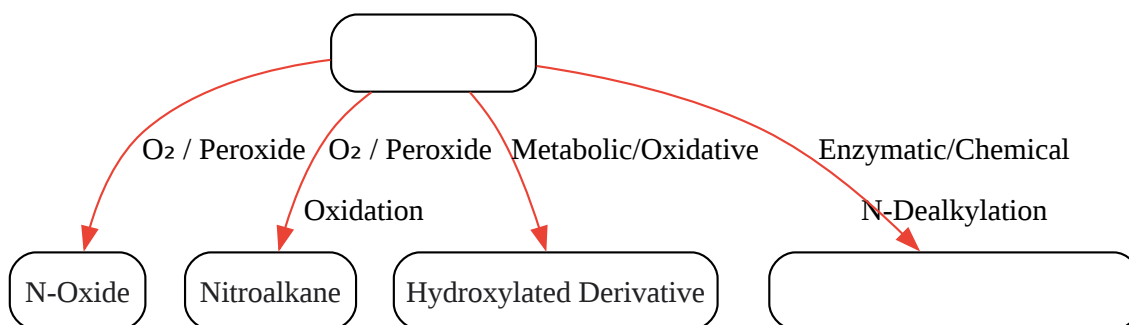 O₂ / Peroxide
O₂ / Peroxide
Metabolic/Oxidative
Enzymatic/Chemical
Oxidation
N-Dealkylation
N-Oxide
Nitroalkane
Hydroxylated Derivative